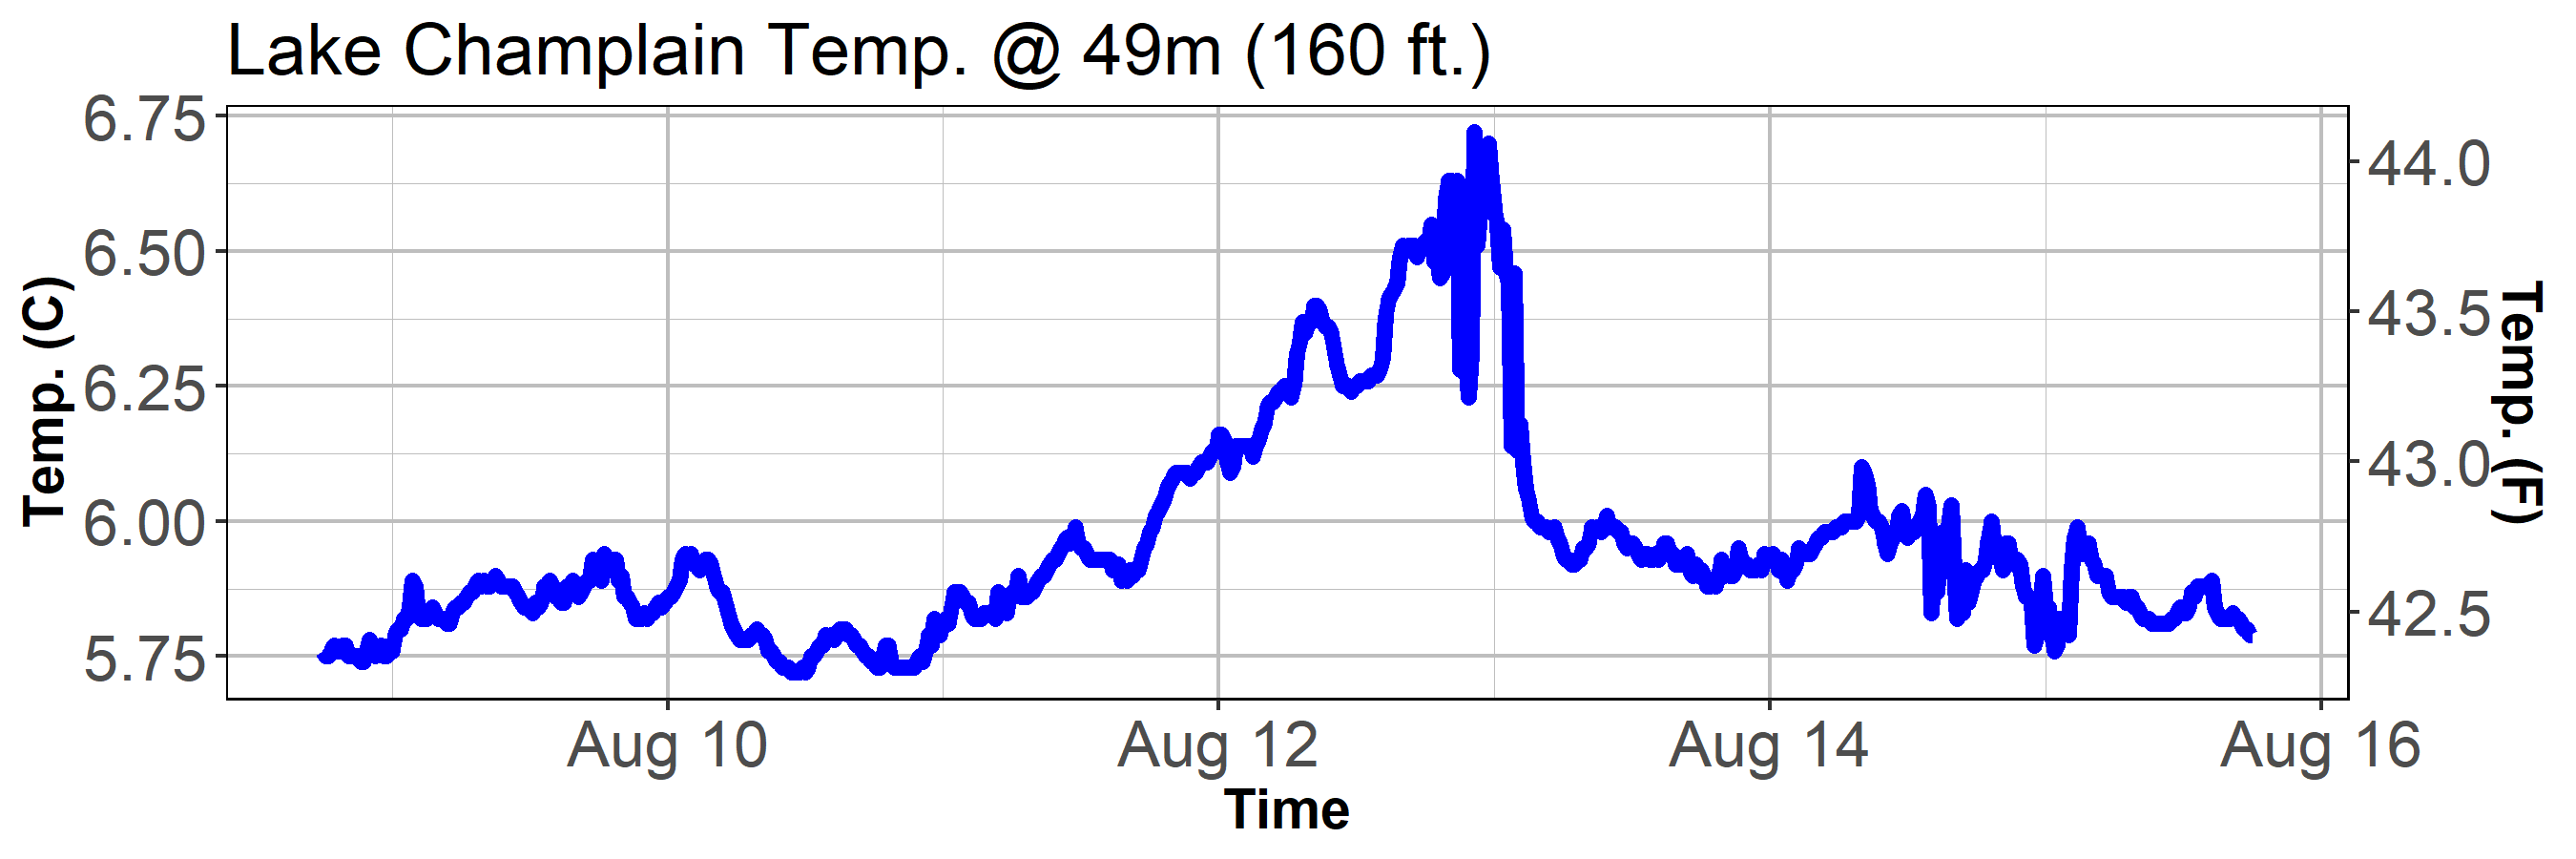 Lake Champlain Temp. @ 49m (160 ft.)
Temp. (C)
6.75
6.50
6.25
6.00
5.75
44.0
43.5
43.0
42.5
Temp. (F)
Aug 10
Aug 12
Aug 14
Aug 16
Time